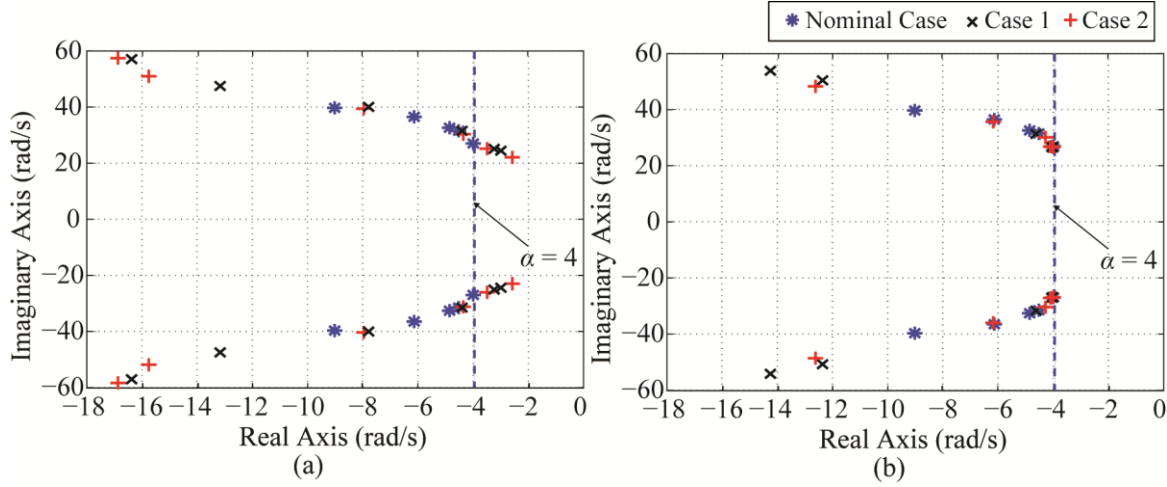 Nominal Case × Case 1 + Case 2
(a)
Imaginary Axis (rad/s)
60
40
20
0
−20
−40
−60
α = 4
−18 −16 −14 −12 −10 −8 −6 −4 −2 0
Real Axis (rad/s)
(a)
(b)
Imaginary Axis (rad/s)
60
40
20
0
−20
−40
−60
α = 4
−18 −16 −14 −12 −10 −8 −6 −4 −2 0
Real Axis (rad/s)
(b)